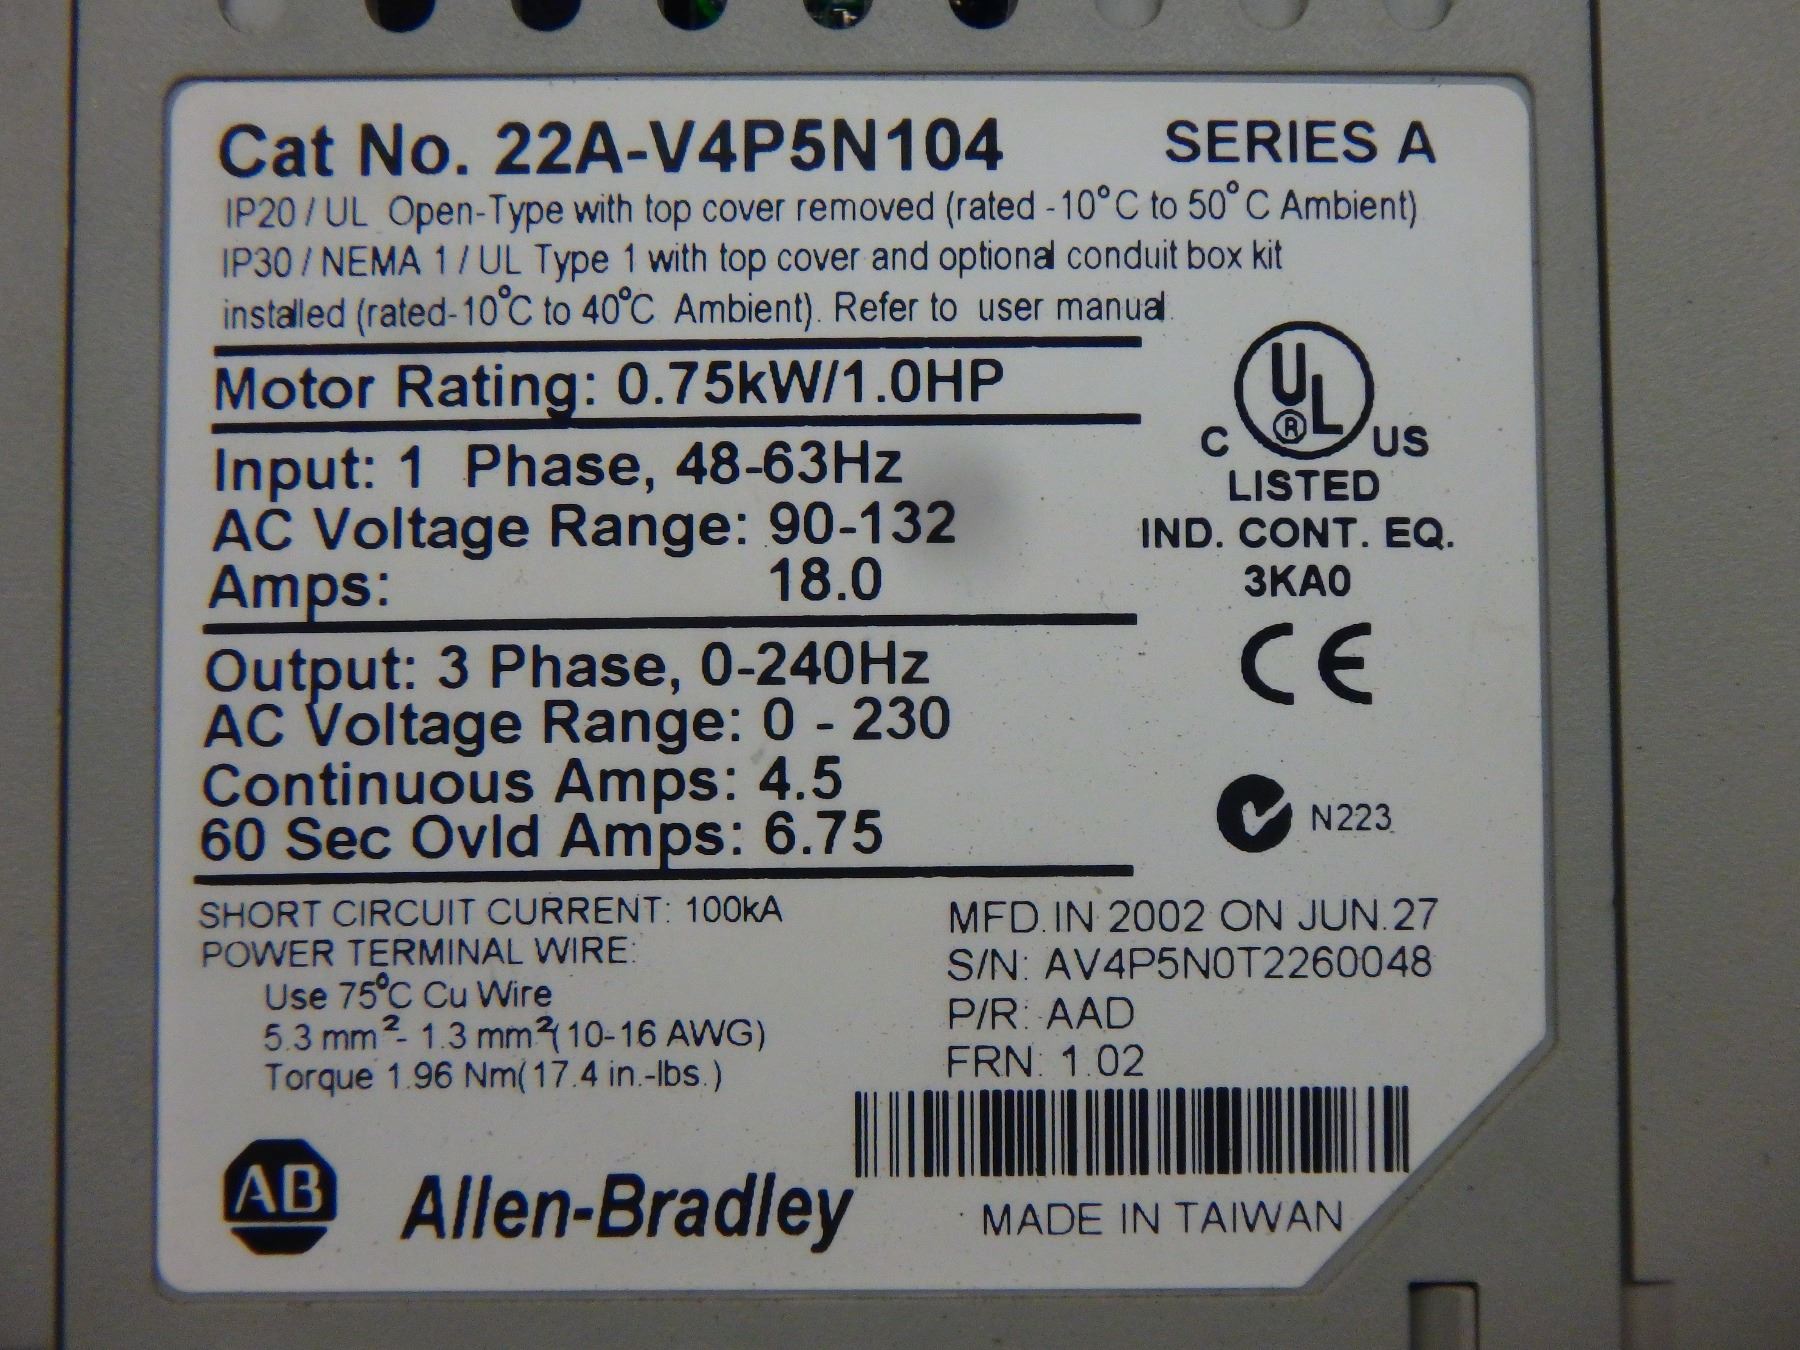 Cat No. 22A-V4P5N104 SERIES A
IP20 / UL Open-Type with top cover removed (rated -10°C to 50°C Ambient)
IP30 / NEMA 1 / UL Type 1 with top cover and optional conduit box kit
installed (rated-10°C to 40°C Ambient). Refer to user manual.
Motor Rating: 0.75kW/1.0HP
Input: 1 Phase, 48-63Hz
AC Voltage Range: 90-132
Amps: 18.0
C UL ® US
LISTED
IND. CONT. EQ.
3KA0
CE
Output: 3 Phase, 0-240Hz
AC Voltage Range: 0 - 230
Continuous Amps: 4.5
60 Sec Ovld Amps: 6.75
N223
SHORT CIRCUIT CURRENT: 100kA
POWER TERMINAL WIRE:
Use 75°C Cu Wire
5.3 mm²- 1.3 mm²(10-16 AWG)
Torque 1.96 Nm(17.4 in.-lbs.)
MFD. IN 2002 ON JUN.27
S/N: AV4P5N0T2260048
P/R: AAD
FRN: 1.02
AB Allen-Bradley
MADE IN TAIWAN